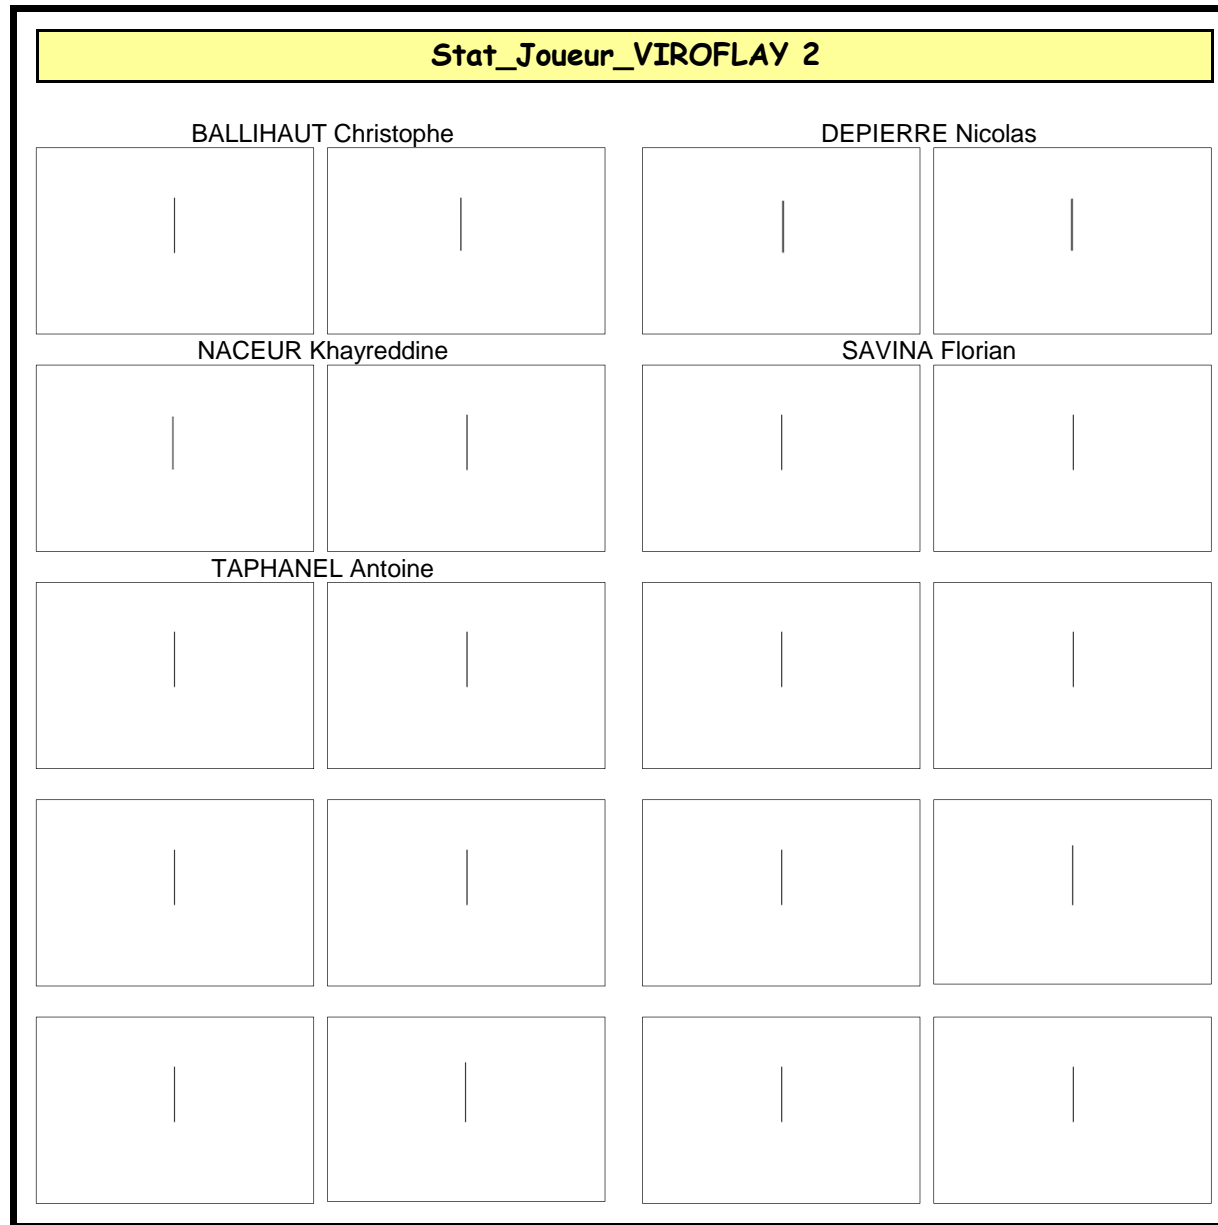 Stat_Joueur_VIROFLAY 2
BALLIHAUT Christophe
DEPIERRE Nicolas
NACEUR Khayreddine
SAVINA Florian
TAPHANEL Antoine